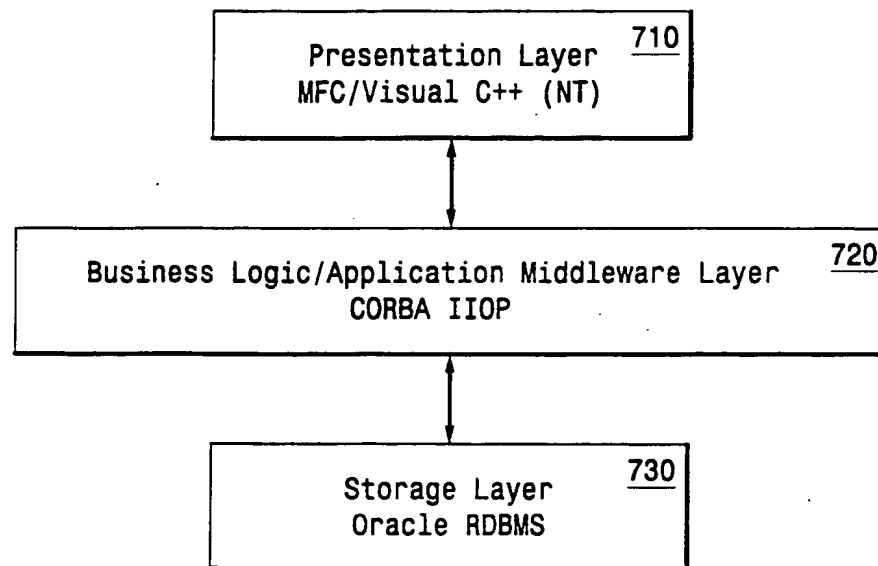 710
Presentation Layer
MFC/Visual C++ (NT)
720
Business Logic/Application Middleware Layer
CORBA IIOP
730
Storage Layer
Oracle RDBMS